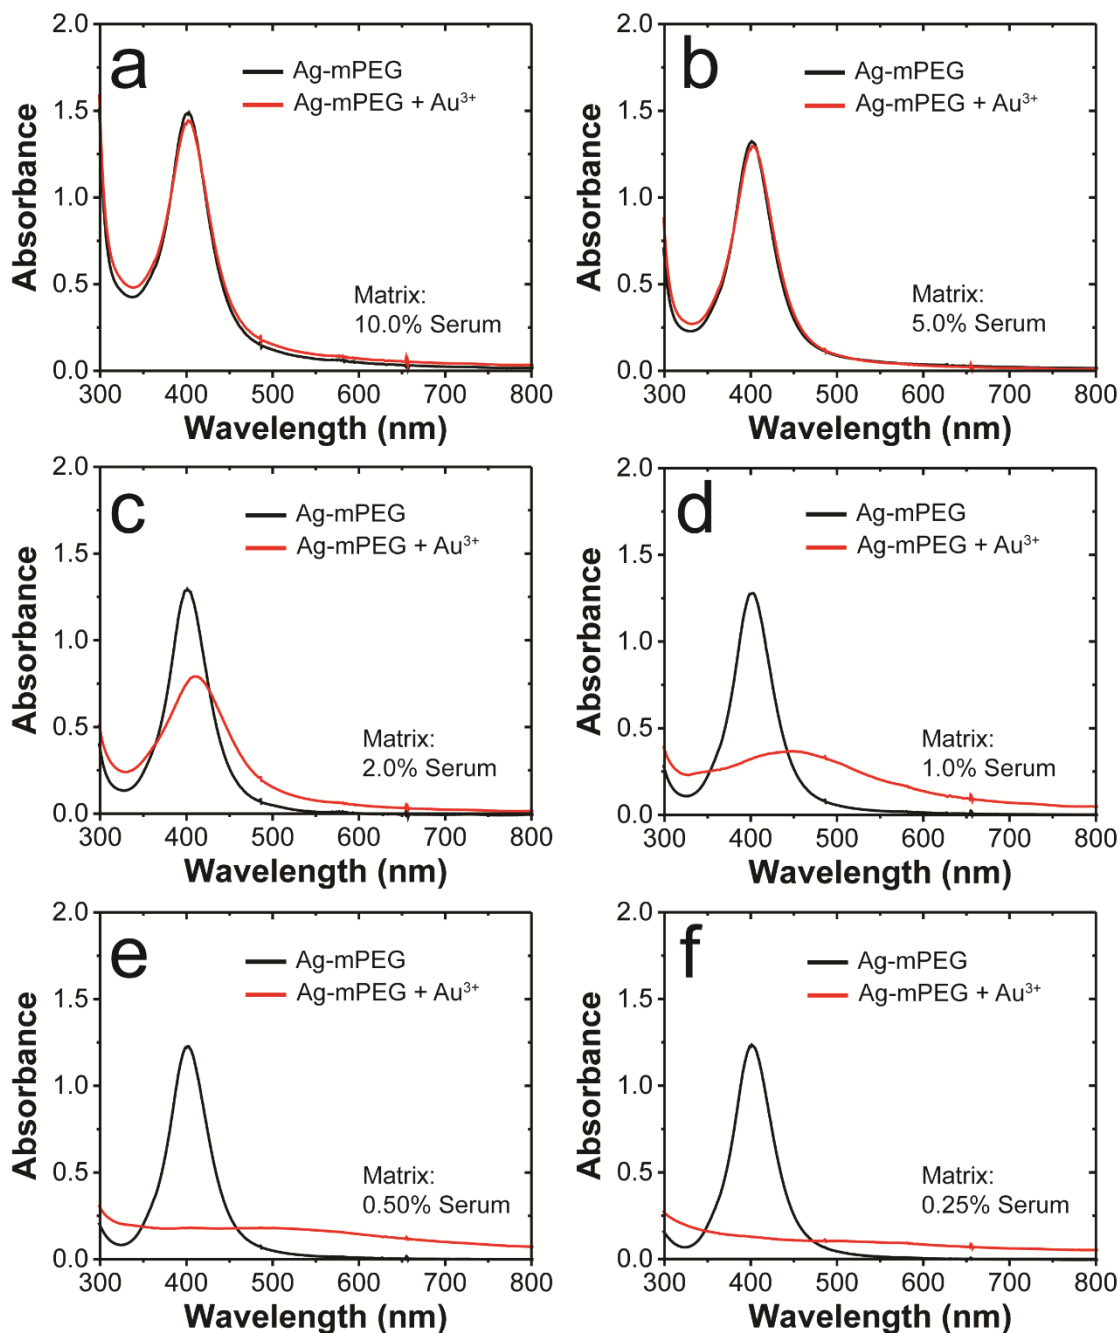 a
Ag-mPEG
Ag-mPEG + Au³⁺
Matrix:
10.0% Serum
2.0
1.5
1.0
0.5
0.0
300 400 500 600 700 800
Absorbance
Wavelength (nm)
b
Ag-mPEG
Ag-mPEG + Au³⁺
Matrix:
5.0% Serum
2.0
1.5
1.0
0.5
0.0
300 400 500 600 700 800
Absorbance
Wavelength (nm)
c
Ag-mPEG
Ag-mPEG + Au³⁺
Matrix:
2.0% Serum
2.0
1.5
1.0
0.5
0.0
300 400 500 600 700 800
Absorbance
Wavelength (nm)
d
Ag-mPEG
Ag-mPEG + Au³⁺
Matrix:
1.0% Serum
2.0
1.5
1.0
0.5
0.0
300 400 500 600 700 800
Absorbance
Wavelength (nm)
e
Ag-mPEG
Ag-mPEG + Au³⁺
Matrix:
0.50% Serum
2.0
1.5
1.0
0.5
0.0
300 400 500 600 700 800
Absorbance
Wavelength (nm)
f
Ag-mPEG
Ag-mPEG + Au³⁺
Matrix:
0.25% Serum
2.0
1.5
1.0
0.5
0.0
300 400 500 600 700 800
Absorbance
Wavelength (nm)